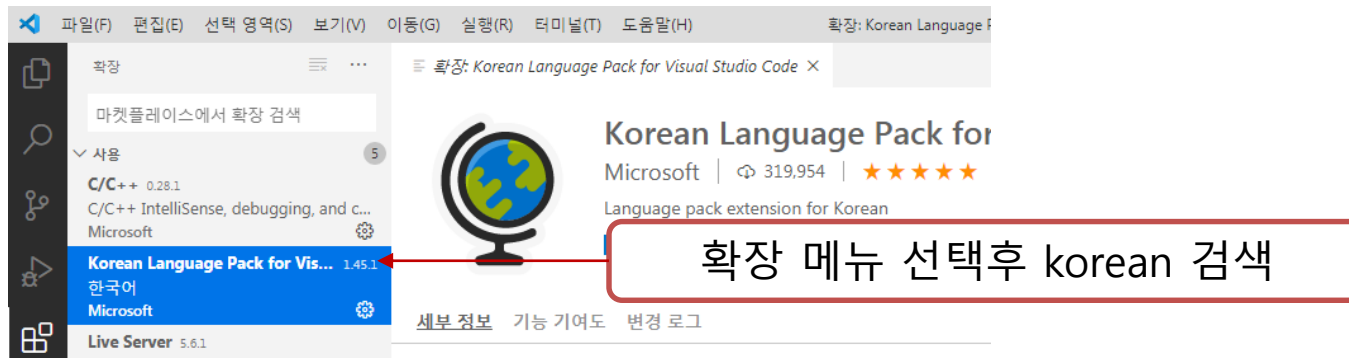 파일(F) 편집(E) 선택 영역(S) 보기(V) 이동(G) 실행(R) 터미널(T) 도움말(H) 확장: Korean Language
확장 ···
확장: Korean Language Pack for Visual Studio Code ×
마켓플레이스에서 확장 검색
사용 5
C/C++ 0.28.1
C/C++ IntelliSense, debugging, and c...
Microsoft
Korean Language Pack for Vis... 1.45.1
한국어
Microsoft
Live Server 5.6.1
Korean Language Pack for
Microsoft 319,954 ★★★★★
Language pack extension for Korean
확장 메뉴 선택후 korean 검색
세부 정보 기능 기여도 변경 로그